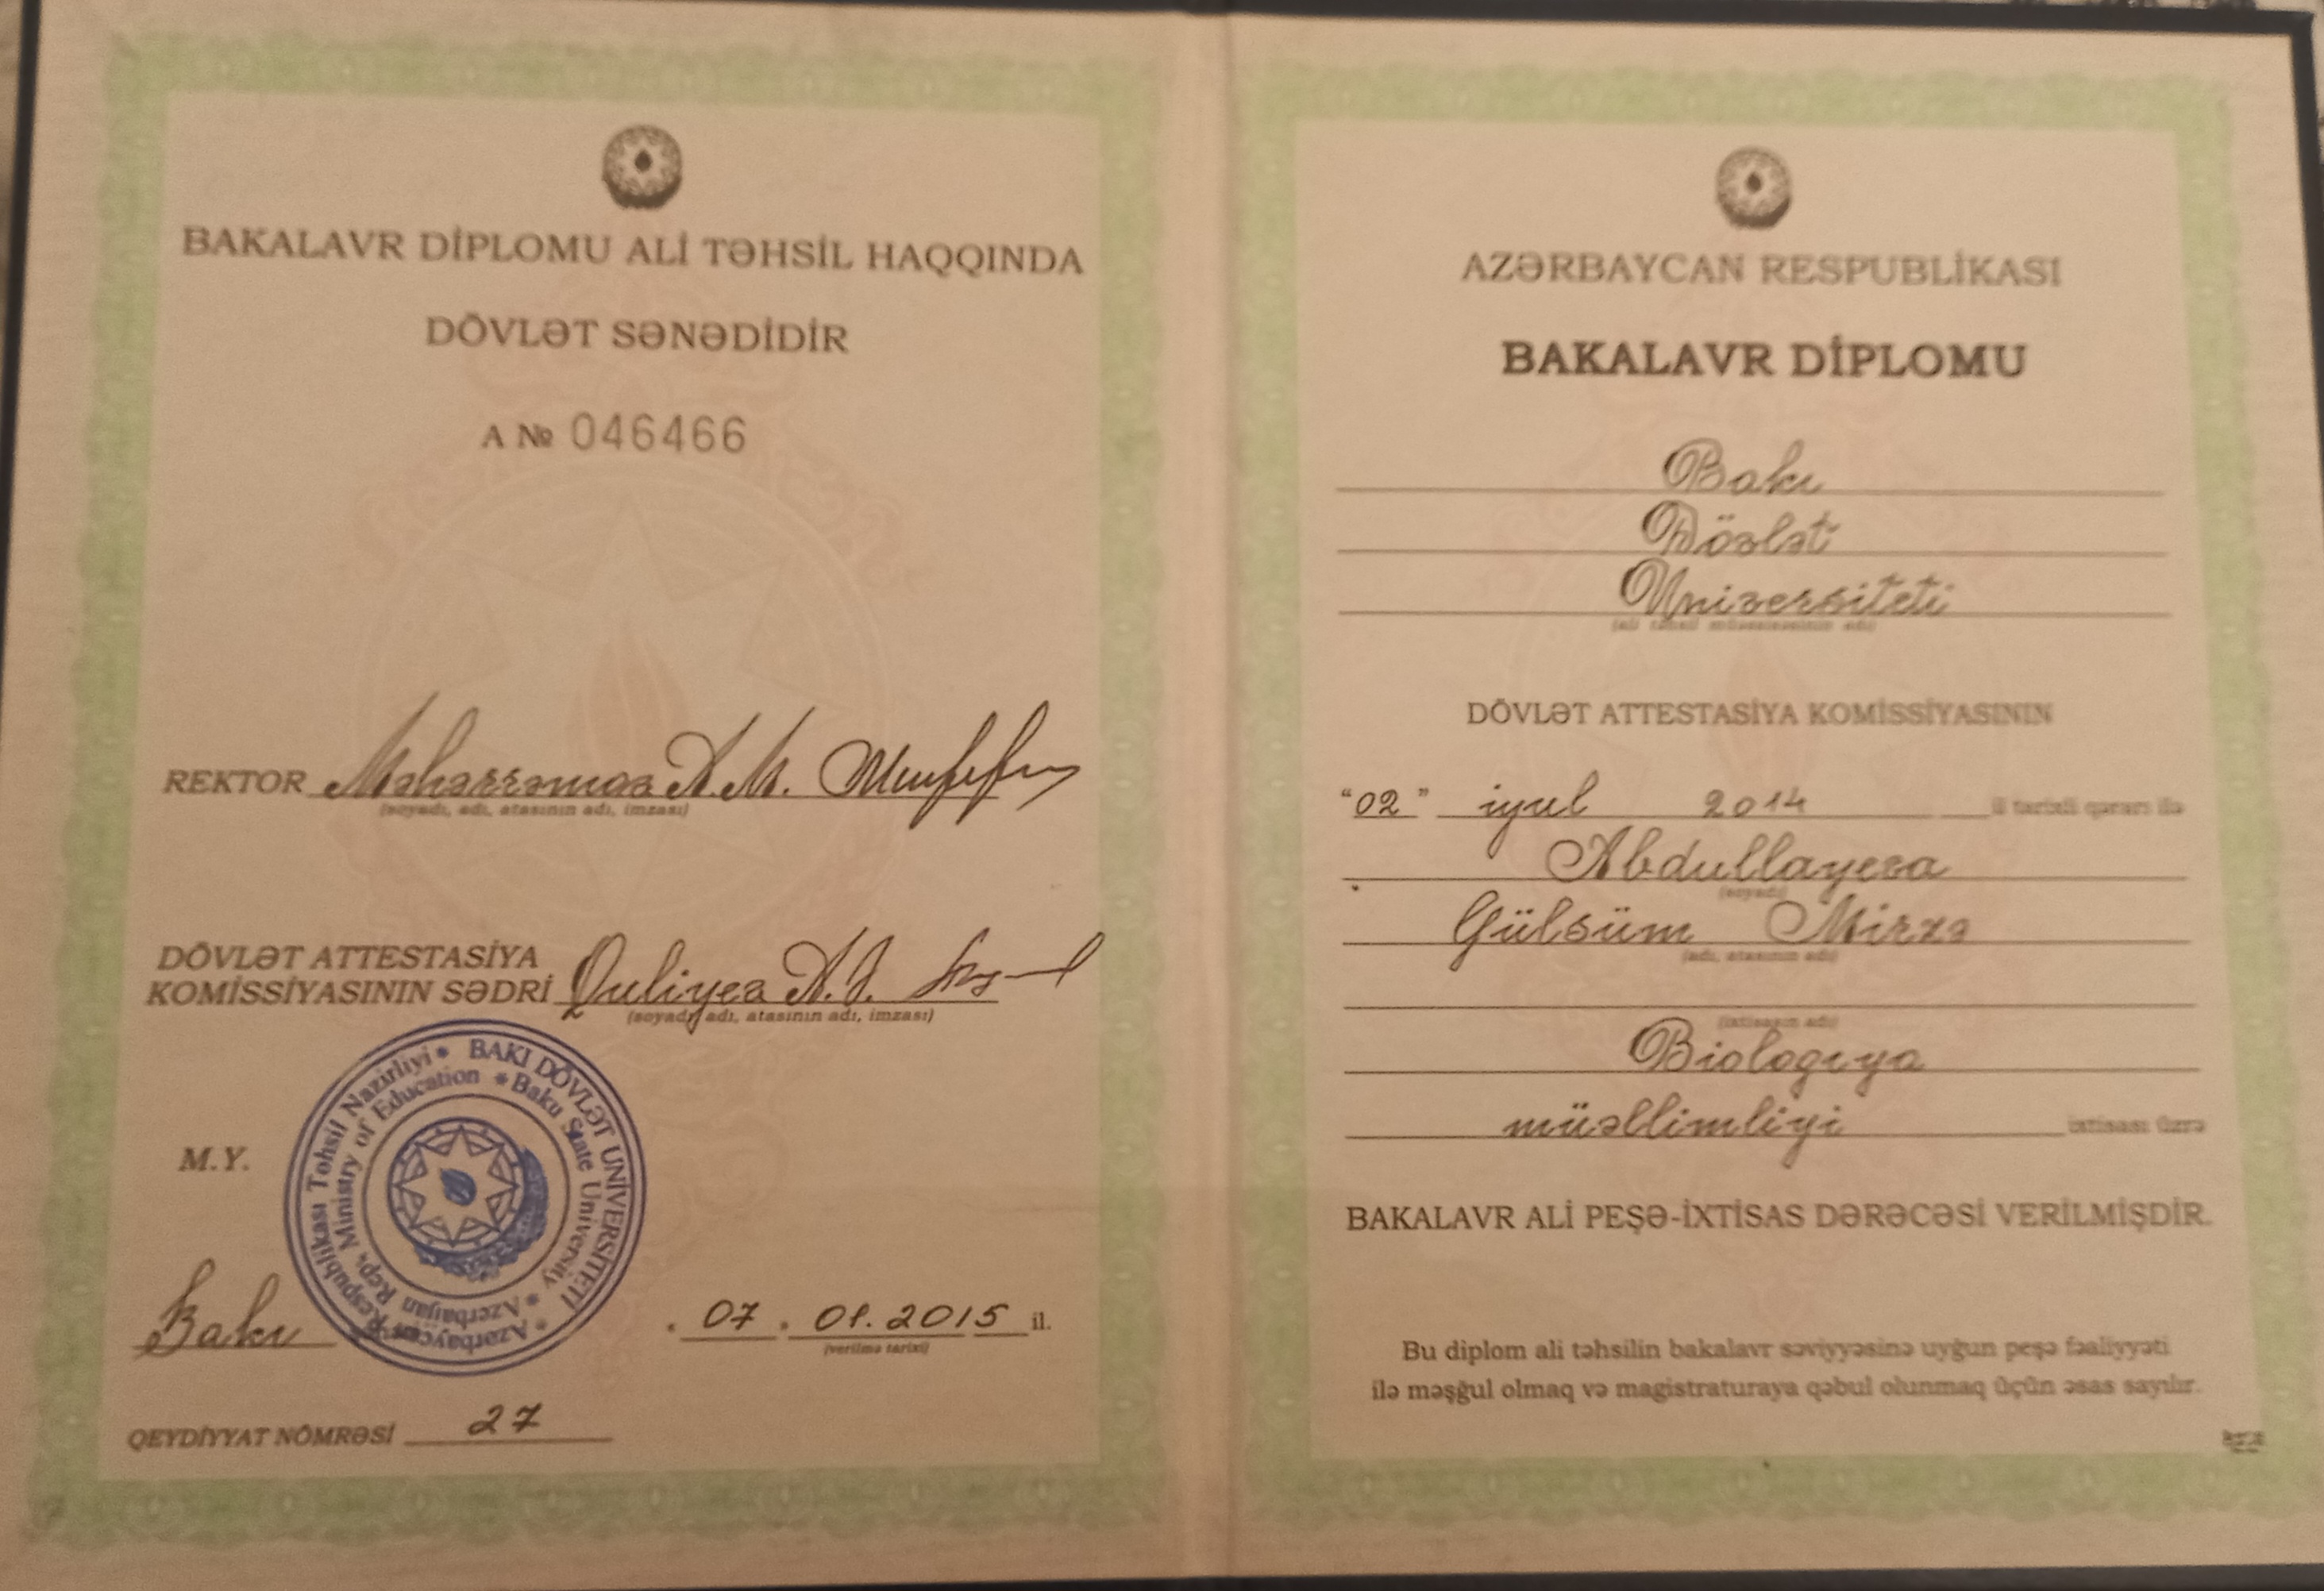 BAKALAVR DİPLOMU ALİ TƏHSİL HAQQINDA
DÖVLƏT SƏNƏDİDİR
A № 046466
REKTOR Məhərrəmov A.M.
(soyadı, adı, atasının adı, imzası)
DÖVLƏT ATTESTASİYA
KOMİSSİYASININ SƏDRİ Quliyev Ə.
(soyadı, adı, atasının adı, imzası)
M.Y.
Azərbaycan Respublikası Təhsil Nazirliyi * BAKI DÖVLƏT UNİVERSİTETİ *
Azerbaijan Rep. Ministry of Education * Baku State University *
Bakı
07. 01. 2015 il.
(verilmə tarixi)
QEYDİYYAT NÖMRƏSİ 27
AZƏRBAYCAN RESPUBLİKASI
BAKALAVR DİPLOMU
Bakı
Dövlət
Universiteti
(ali təhsil müəssisəsinin adı)
DÖVLƏT ATTESTASİYA KOMİSSİYASININ
"02" iyul 2014 il tarixli qərarı ilə
Abdullayeva
(soyadı)
Gülsüm Mirzə
(adı, atasının adı)
(ixtisasın adı)
Biologiya
müəllimliyi ixtisası üzrə
BAKALAVR ALİ PEŞƏ-İXTİSAS DƏRƏCƏSİ VERİLMİŞDİR.
Bu diplom ali təhsilin bakalavr səviyyəsinə uyğun peşə fəaliyyəti
ilə məşğul olmaq və magistraturaya qəbul olunmaq üçün əsas sayılır.